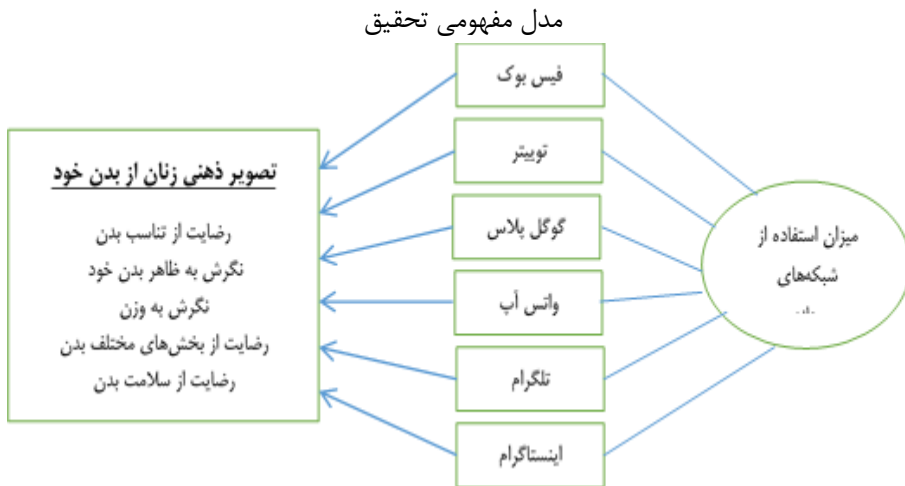 مدل مفهومی تحقیق
میزان استفاده از
شبکه‌های
فیس بوک
توییتر
گوگل پلاس
واتس آپ
تلگرام
اینستاگرام
تصویر ذهنی زنان از بدن خود
رضایت از تناسب بدن
نگرش به ظاهر بدن خود
نگرش به وزن
رضایت از بخش‌های مختلف بدن
رضایت از سلامت بدن